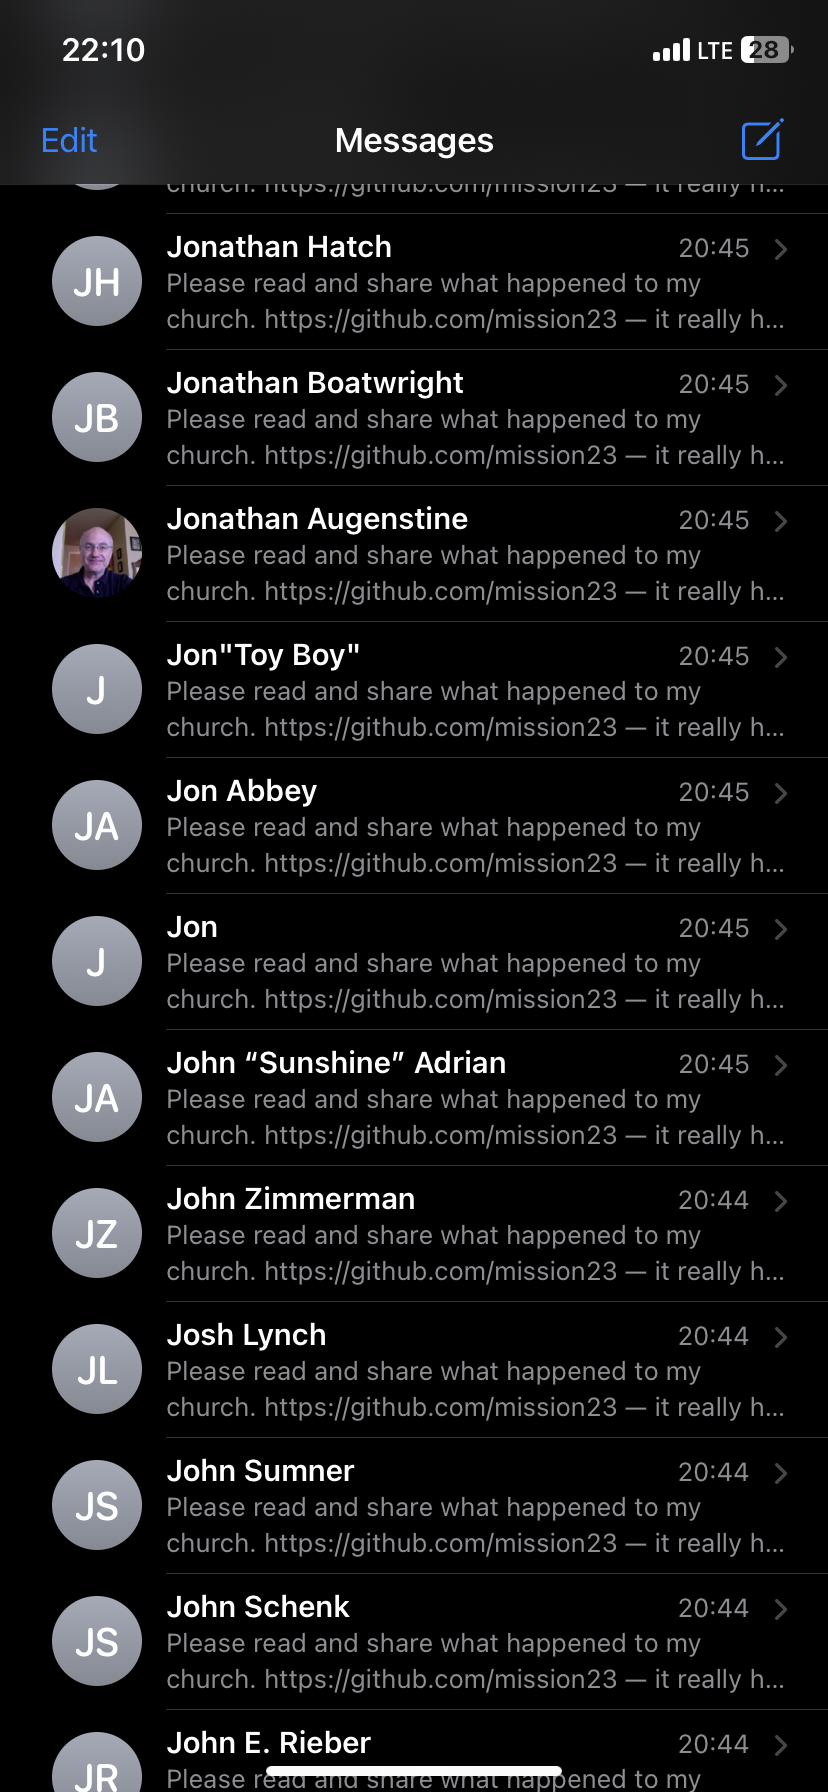 22:10
LTE 28
Edit
Messages
church. https://github.com/mission23 — it really h...
JH
Jonathan Hatch 20:45
Please read and share what happened to my
church. https://github.com/mission23 — it really h...
JB
Jonathan Boatwright 20:45
Please read and share what happened to my
church. https://github.com/mission23 — it really h...
Jonathan Augenstine 20:45
Please read and share what happened to my
church. https://github.com/mission23 — it really h...
J
Jon"Toy Boy" 20:45
Please read and share what happened to my
church. https://github.com/mission23 — it really h...
JA
Jon Abbey 20:45
Please read and share what happened to my
church. https://github.com/mission23 — it really h...
J
Jon 20:45
Please read and share what happened to my
church. https://github.com/mission23 — it really h...
JA
John “Sunshine” Adrian 20:45
Please read and share what happened to my
church. https://github.com/mission23 — it really h...
JZ
John Zimmerman 20:44
Please read and share what happened to my
church. https://github.com/mission23 — it really h...
JL
Josh Lynch 20:44
Please read and share what happened to my
church. https://github.com/mission23 — it really h...
JS
John Sumner 20:44
Please read and share what happened to my
church. https://github.com/mission23 — it really h...
JS
John Schenk 20:44
Please read and share what happened to my
church. https://github.com/mission23 — it really h...
JR
John E. Rieber 20:44
Please read and share what happened to my